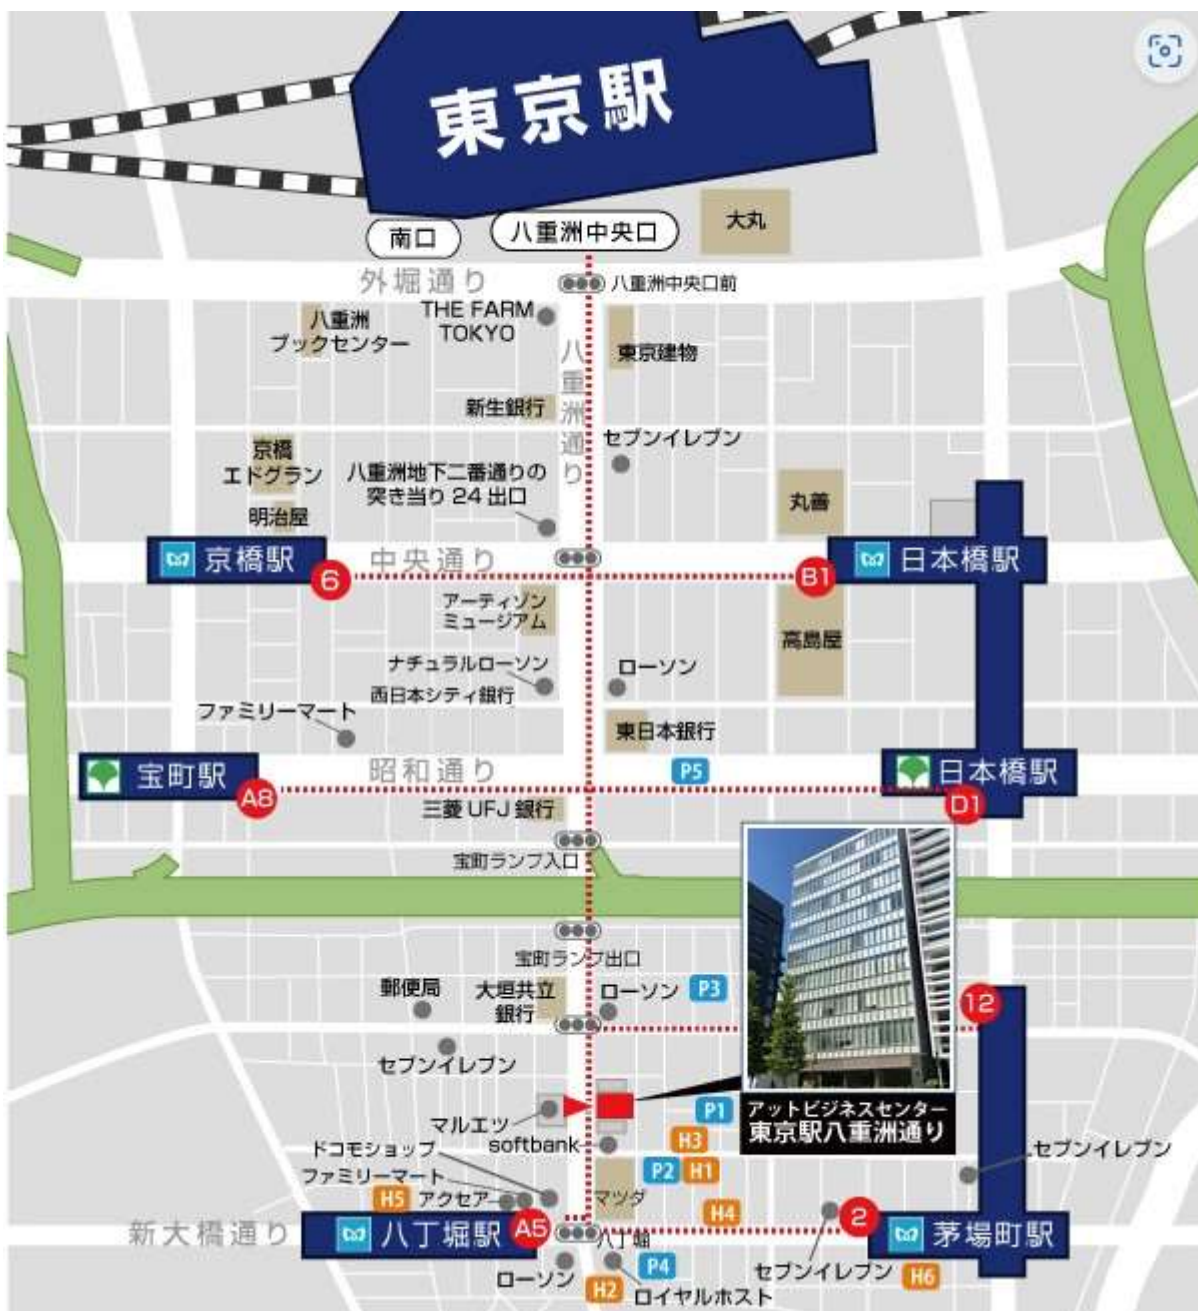 東京駅
大丸
南口
八重洲中央口
外堀通り
八重洲中央口前
THE FARM
TOKYO
八重洲
ブックセンター
東京建物
八重洲通り
新生銀行
セブンイレブン
京橋
エドグラン
八重洲地下二番通りの
突き当り 24 出口
丸善
明治屋
京橋駅
6
中央通り
B1
日本橋駅
アーティゾン
ミュージアム
高島屋
ナチュラルローソン
ローソン
西日本シティ銀行
ファミリーマート
東日本銀行
宝町駅
A8
昭和通り
P5
日本橋駅
D1
三菱 UFJ 銀行
宝町ランプ入口
宝町ランプ出口
郵便局
大垣共立
銀行
ローソン
P3
12
セブンイレブン
マルエツ
P1
アットビジネスセンター
東京駅八重洲通り
softbank
H3
ドコモショップ
セブンイレブン
ファミリーマート
P2
H1
H5
アクセア
マツダ
H4
新大橋通り
八丁堀駅
A5
2
茅場町駅
ローソン
P4
セブンイレブン
H6
H2
ロイヤルホスト